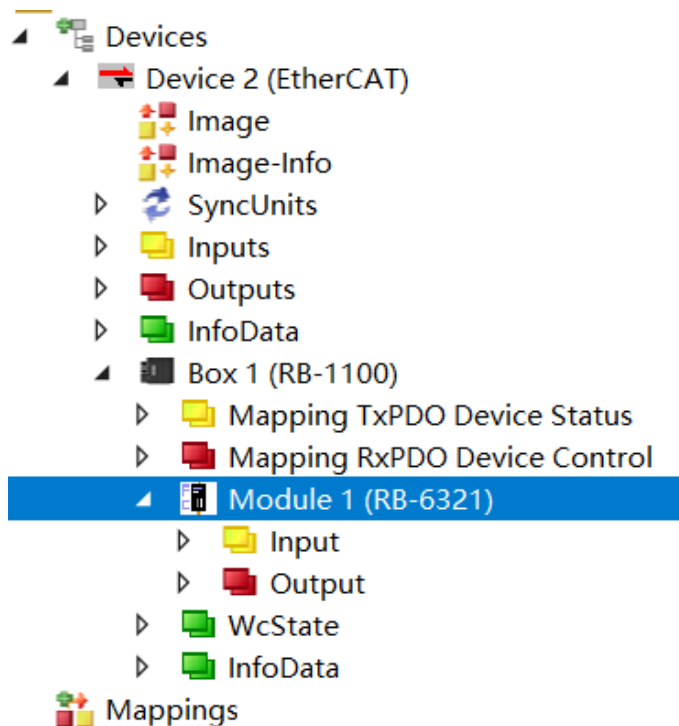 Devices
Device 2 (EtherCAT)
Image
Image-Info
SyncUnits
Inputs
Outputs
InfoData
Box 1 (RB-1100)
Mapping TxPDO Device Status
Mapping RxPDO Device Control
Module 1 (RB-6321)
Input
Output
WcState
InfoData
Mappings